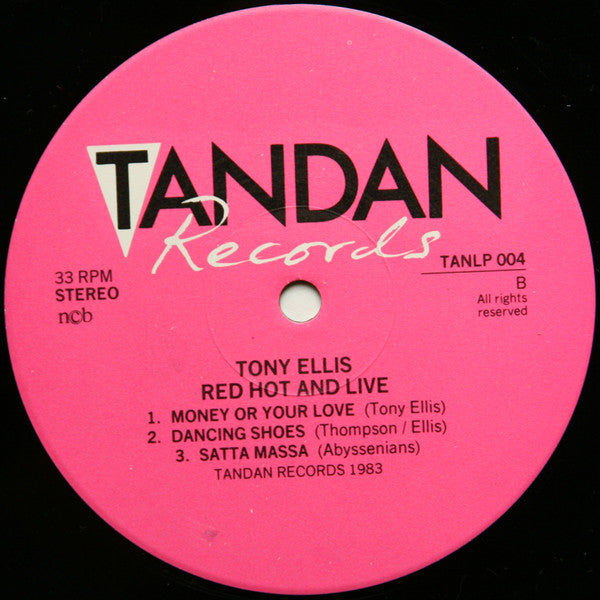 TANDAN
Records
33 RPM
STEREO
ncb
TANLP 004
B
All rights
reserved
TONY ELLIS
RED HOT AND LIVE
1. MONEY OR YOUR LOVE (Tony Ellis)
2. DANCING SHOES (Thompson / Ellis)
3. SATTA MASSA (Abyssenians)
TANDAN RECORDS 1983